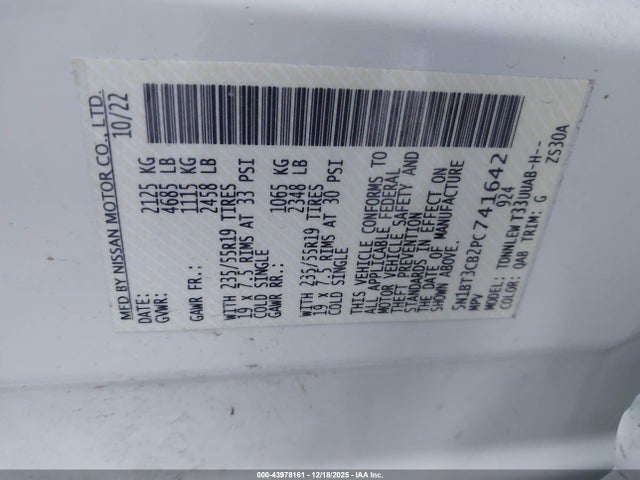 MFD BY NISSAN MOTOR CO., LTD.
DATE: 10/22
GVWR: 2125 KG
4685 LB
GAWR FR.: 1115 KG
2458 LB
WITH 235/55R19 TIRES
19 X 7.5 RIMS AT 33 PSI
COLD SINGLE
GAWR RR.: 1065 KG
2348 LB
WITH 235/55R19 TIRES
19 X 7.5 RIMS AT 30 PSI
COLD SINGLE
THIS VEHICLE CONFORMS TO
ALL APPLICABLE FEDERAL
MOTOR VEHICLE SAFETY AND
THEFT PREVENTION
STANDARDS IN EFFECT ON
THE DATE OF MANUFACTURE
SHOWN ABOVE.
5N1BT3CB2PC741642
MPV 924
MODEL: TDNNLEWT33UUAB-H--
COLOR: QAB TRIM: G ZS30A
000-43978161 - 12/18/2025 - IAA Corp.